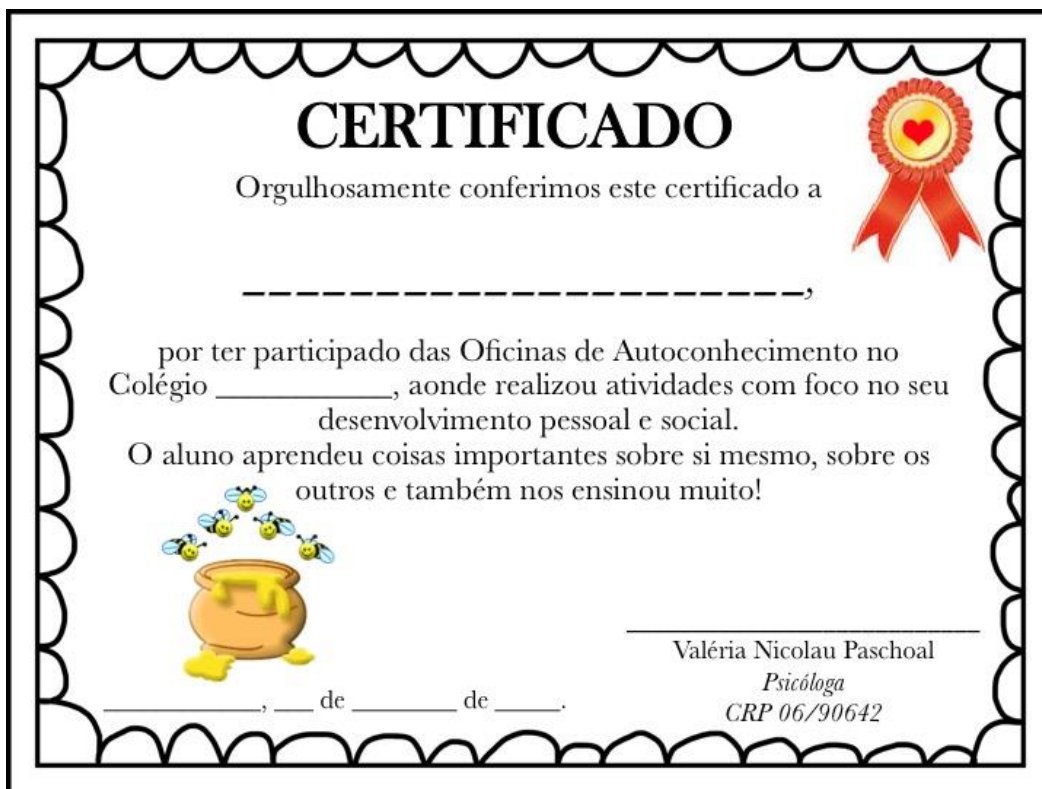 CERTIFICADO
Orgulhosamente conferimos este certificado a
_ _ _ _ _ _ _ _ _ _ _ _ _ _ _ _ _ _ _ _ _,
por ter participado das Oficinas de Autoconhecimento no
Colégio ___________, aonde realizou atividades com foco no seu
desenvolvimento pessoal e social.
O aluno aprendeu coisas importantes sobre si mesmo, sobre os
outros e também nos ensinou muito!
___________________________
Valéria Nicolau Paschoal
Psicóloga
CRP 06/90642
____________, ___ de ________ de _____.